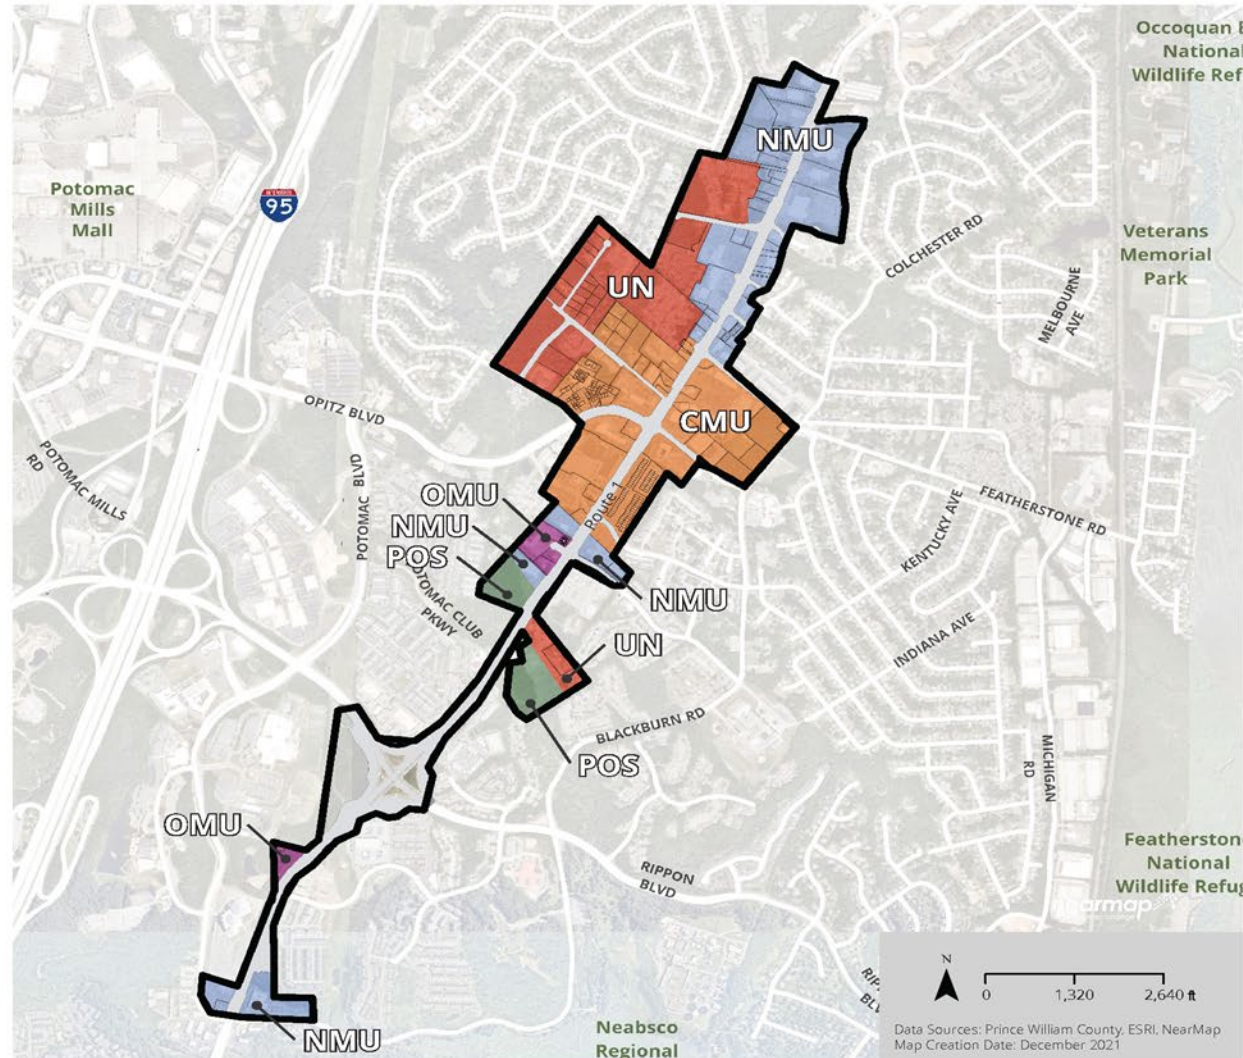 Occoquan B
National
Wildlife Ref
NMU
Potomac
Mills
Mall
INTERSTATE
95
COLCHESTER RD
Veterans
Memorial
Park
UN
MELBOURNE
AVE
OPITZ BLVD
CMU
POTOMAC MILLS
RD
POTOMAC BLVD
OMU
NMU
POS
Route 1
FEATHERSTONE RD
KENTUCKY AVE
POTOMAC CLUB
PKWY
NMU
UN
INDIANA AVE
BLACKBURN RD
POS
MICHIGAN
RD
OMU
RIPPON
BLVD
Featherston
National
Wildlife Refug
nearmap
N
0 1,320 2,640 ft
NMU
Neabsco
Regional
Data Sources: Prince William County, ESRI, NearMap
Map Creation Date: December 2021